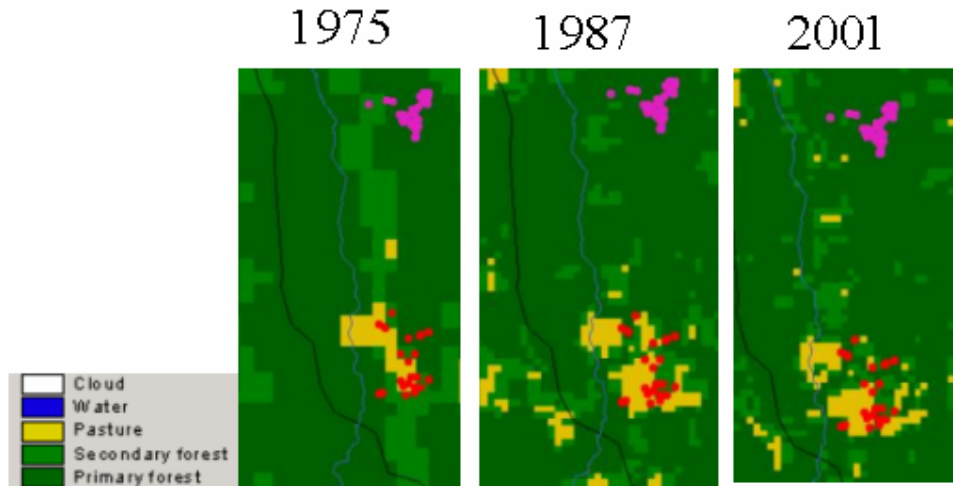 1975
1987
2001
Cloud
Water
Pasture
Secondary forest
Primary forest